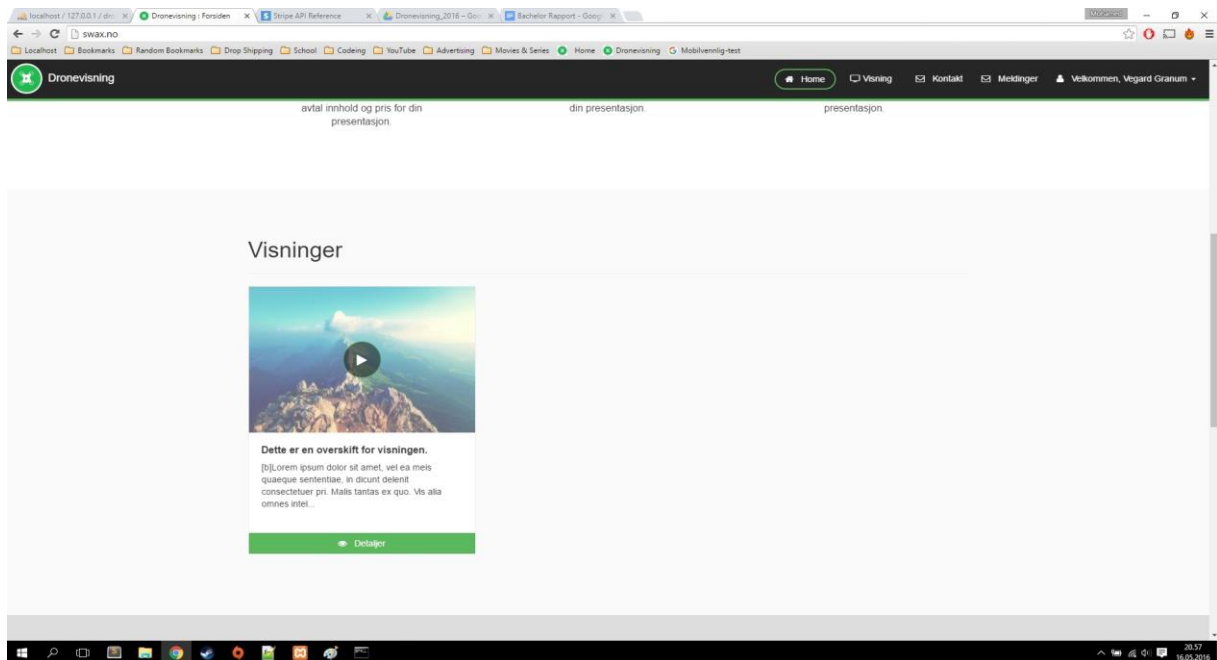 localhost / 127.0.0.1 / dro
Dronevisning : Forsiden
Stripe API Reference
Dronevisning_2016 – Goo
Bachelor Rapport - Goog
Mohamed
swax.no
Localhost
Bookmarks
Random Bookmarks
Drop Shipping
School
Codeing
YouTube
Advertising
Movies & Series
Home
Dronevisning
Mobilvennlig-test
Dronevisning
Home
Visning
Kontakt
Meldinger
Velkommen, Vegard Granum
avtal innhold og pris for din
presentasjon.
din presentasjon.
presentasjon.
Visninger
Dette er en overskift for visningen.
[b]Lorem ipsum dolor sit amet, vel ea meis
quaeque sententiae, in dicunt delenit
consectetuer pri. Malis tantas ex quo. Vis alia
omnes intel...
Detaljer
20.57
16.05.2016